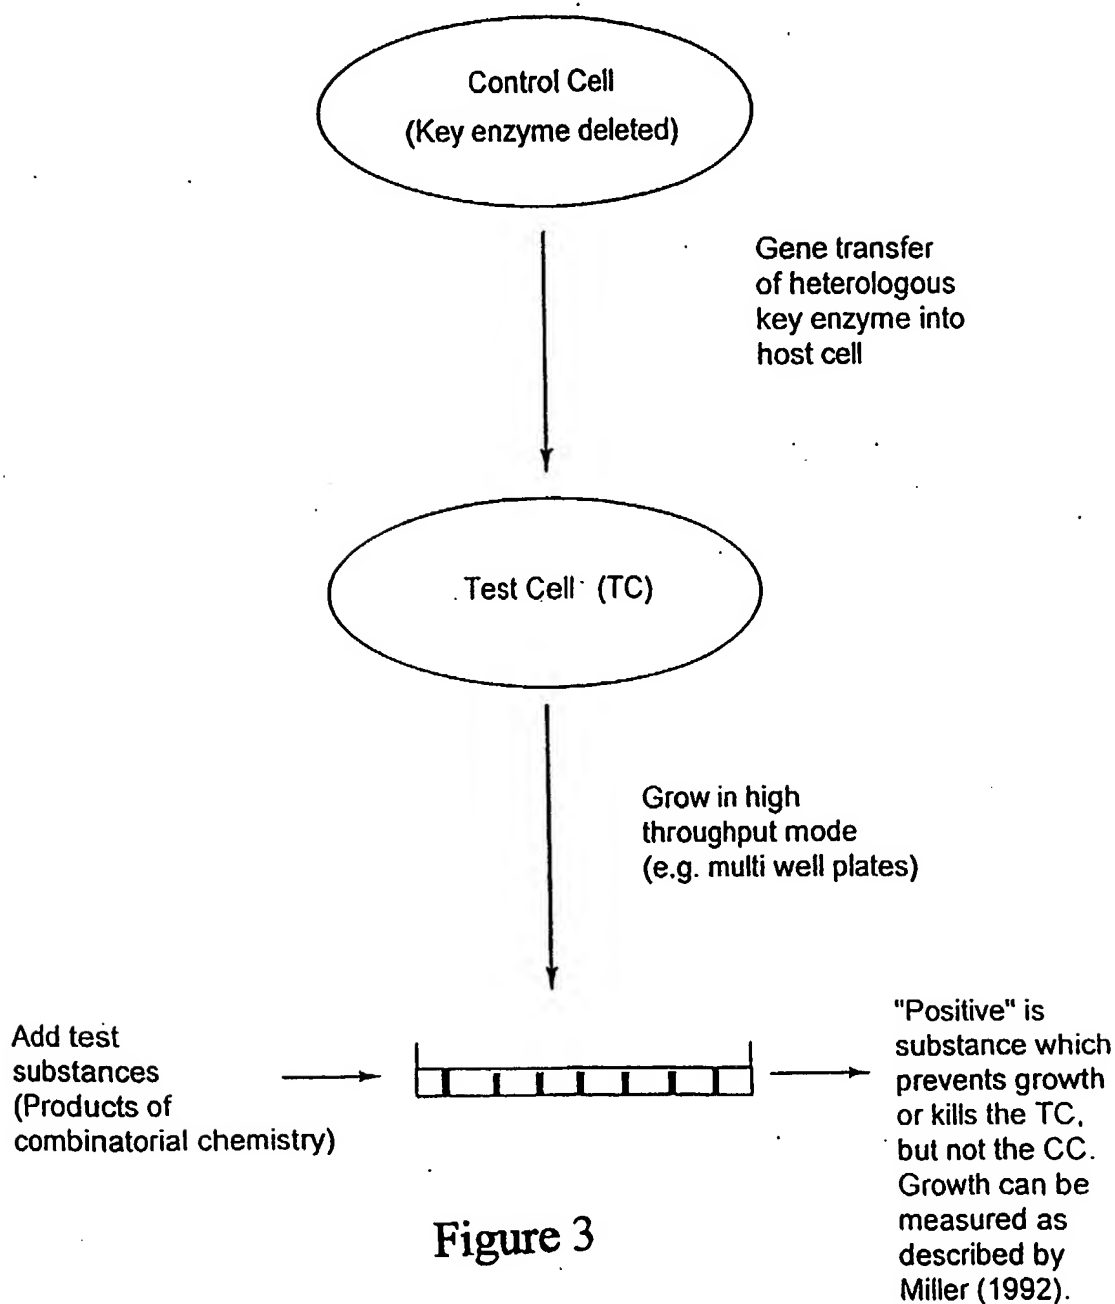 Control Cell
(Key enzyme deleted)
Gene transfer
of heterologous
key enzyme into
host cell
Test Cell (TC)
Grow in high
throughput mode
(e.g. multi well plates)
Add test
substances
(Products of
combinatorial chemistry)
"Positive" is
substance which
prevents growth
or kills the TC,
but not the CC.
Growth can be
measured as
described by
Miller (1992).
Figure 3